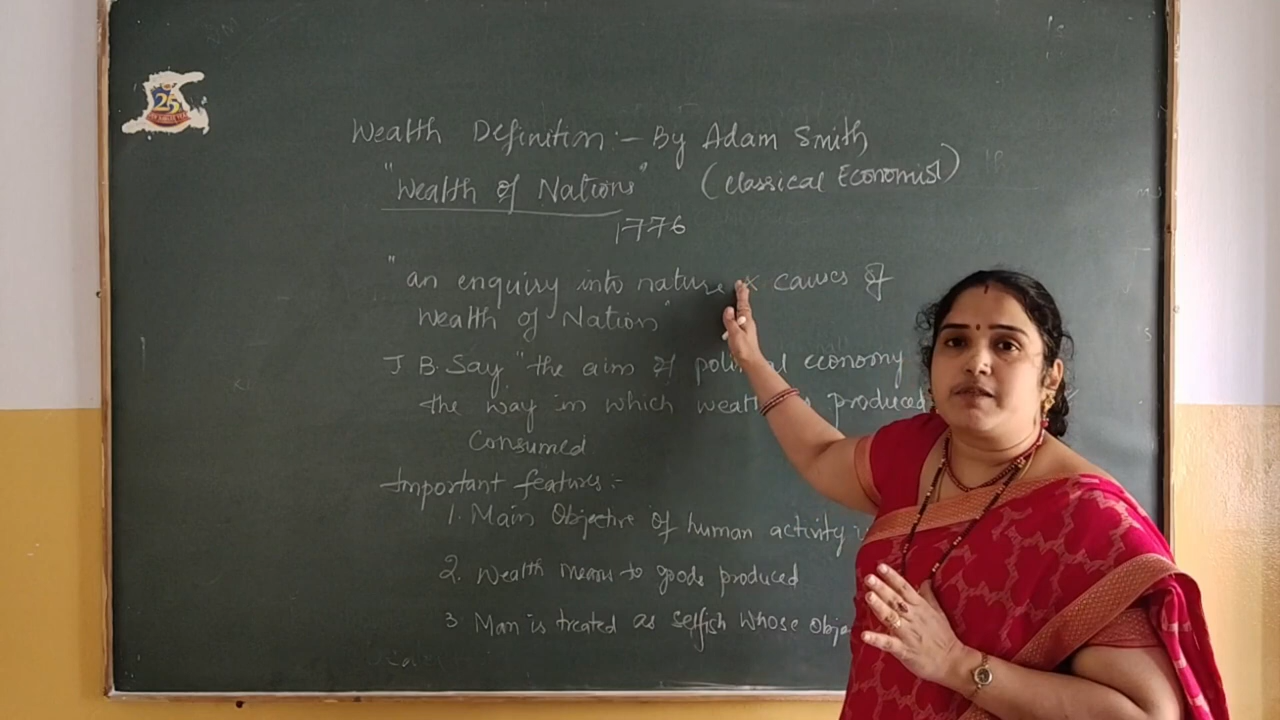 25
Wealth Definition:- By Adam Smith
"Wealth of Nations" (Classical Economist)
1776
"an enquiry into nature & causes of
Wealth of Nation"
J B. Say "the aim of political economy
the way in which wealth is produced
Consumed
Important features:-
1. Main Objective of human activity
2. Wealth means to goods produced
3 Man is treated as selfish whose